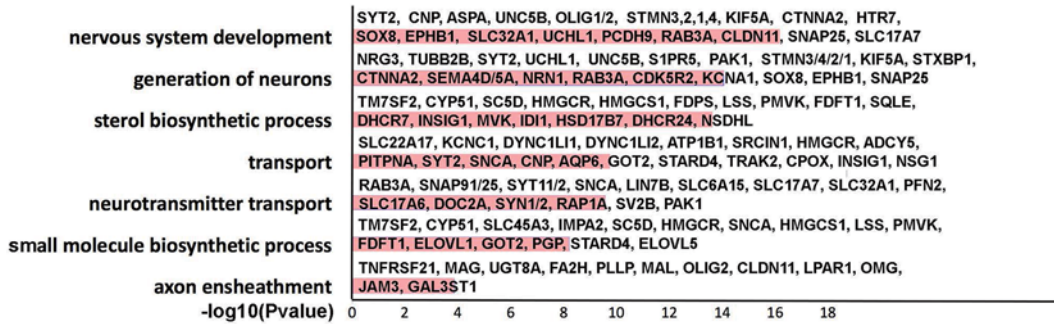 SYT2, CNP, ASPA, UNC5B, OLIG1/2, STMN3,2,1,4, KIF5A, CTNNA2, HTR7,
nervous system development SOX8, EPHB1, SLC32A1, UCHL1, PCDH9, RAB3A, CLDN11, SNAP25, SLC17A7
NRG3, TUBB2B, SYT2, UCHL1, UNC5B, S1PR5, PAK1, STMN3/4/2/1, KIF5A, STXBP1,
generation of neurons CTNNA2, SEMA4D/5A, NRN1, RAB3A, CDK5R2, KCNA1, SOX8, EPHB1, SNAP25
TM7SF2, CYP51, SC5D, HMGCR, HMGCS1, FDPS, LSS, PMVK, FDFT1, SQLE,
sterol biosynthetic process DHCR7, INSIG1, MVK, IDI1, HSD17B7, DHCR24, NSDHL
SLC22A17, KCNC1, DYNC1LI1, DYNC1LI2, ATP1B1, SRCIN1, HMGCR, ADCY5,
transport PITPNA, SYT2, SNCA, CNP, AQP6, GOT2, STARD4, TRAK2, CPOX, INSIG1, NSG1
RAB3A, SNAP91/25, SYT11/2, SNCA, LIN7B, SLC6A15, SLC17A7, SLC32A1, PFN2,
neurotransmitter transport SLC17A6, DOC2A, SYN1/2, RAP1A, SV2B, PAK1
TM7SF2, CYP51, SLC45A3, IMPA2, SC5D, HMGCR, SNCA, HMGCS1, LSS, PMVK,
small molecule biosynthetic process FDFT1, ELOVL1, GOT2, PGP, STARD4, ELOVL5
TNFRSF21, MAG, UGT8A, FA2H, PLLP, MAL, OLIG2, CLDN11, LPAR1, OMG,
axon ensheathment JAM3, GAL3ST1
-log10(Pvalue) 0 2 4 6 8 10 12 14 16 18